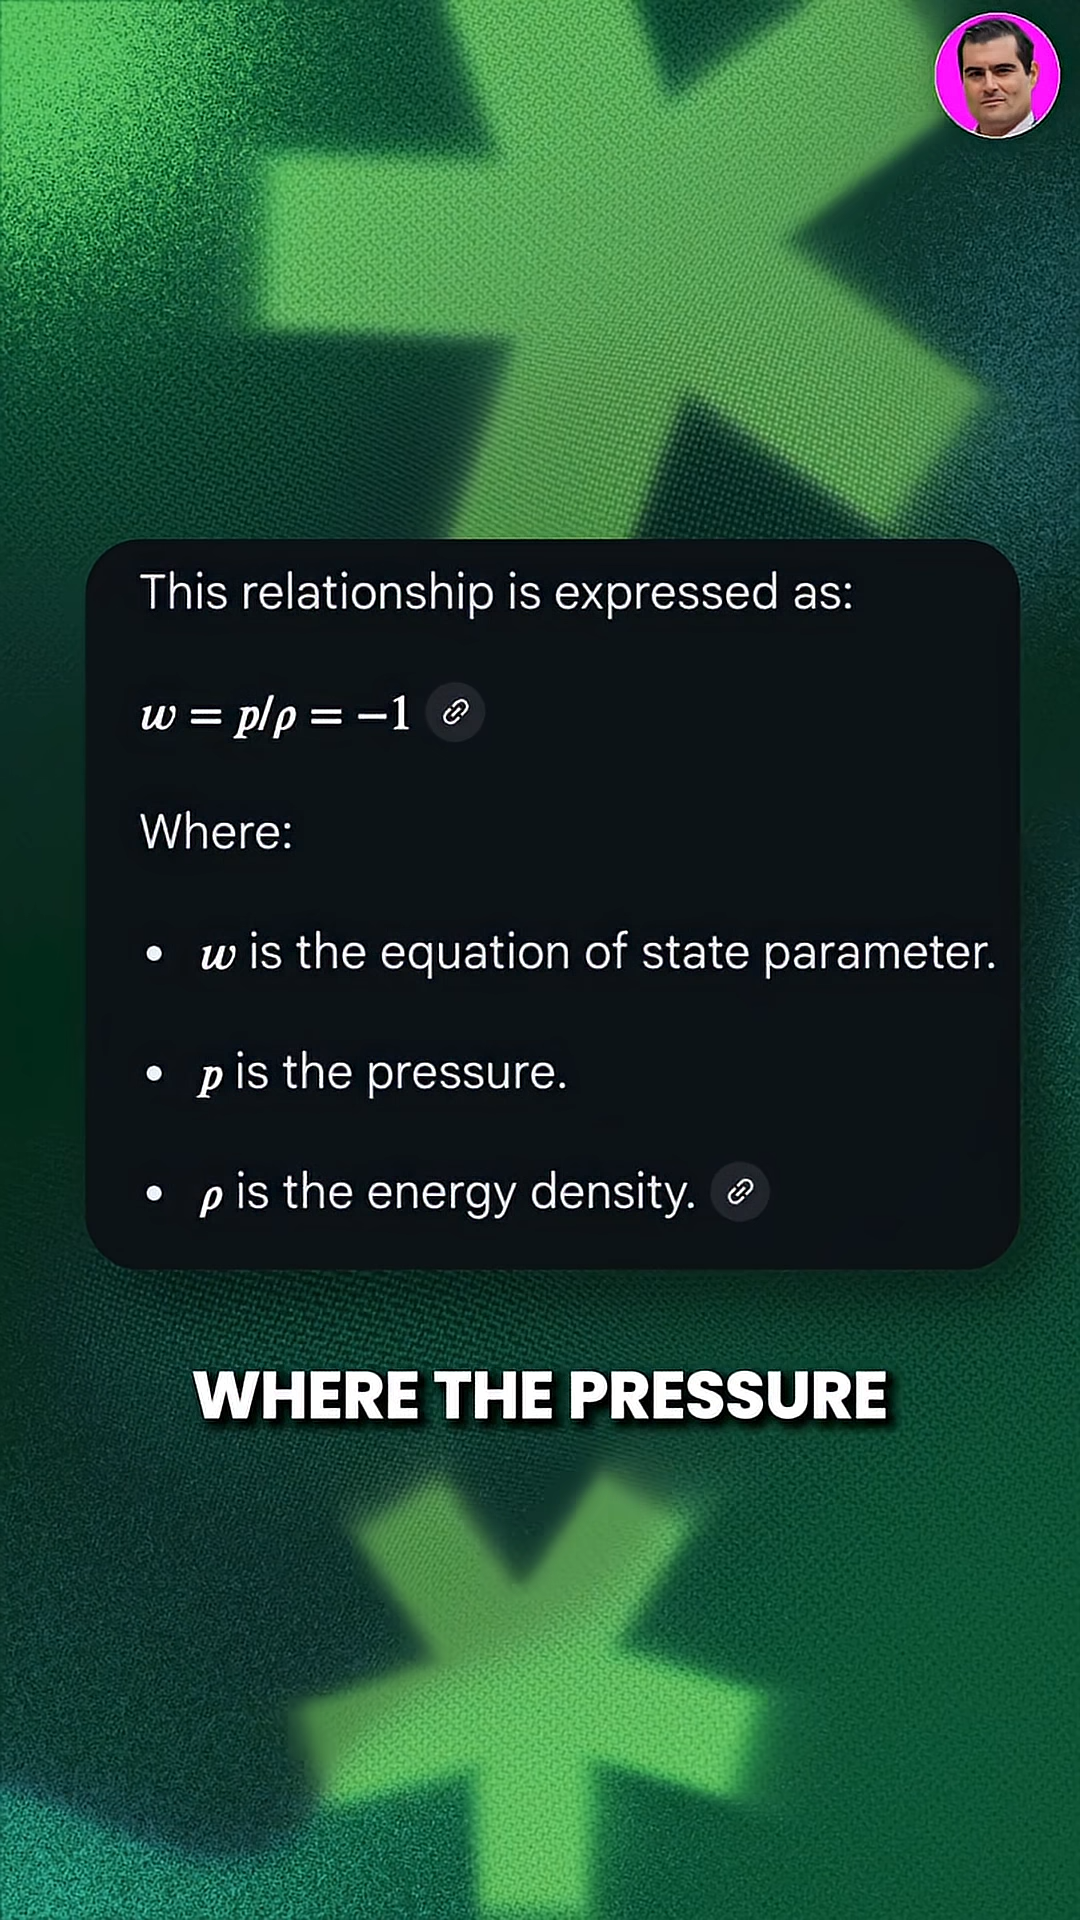 This relationship is expressed as:
w = p/ρ = −1
Where:
• w is the equation of state parameter.
• p is the pressure.
• ρ is the energy density.
WHERE THE PRESSURE